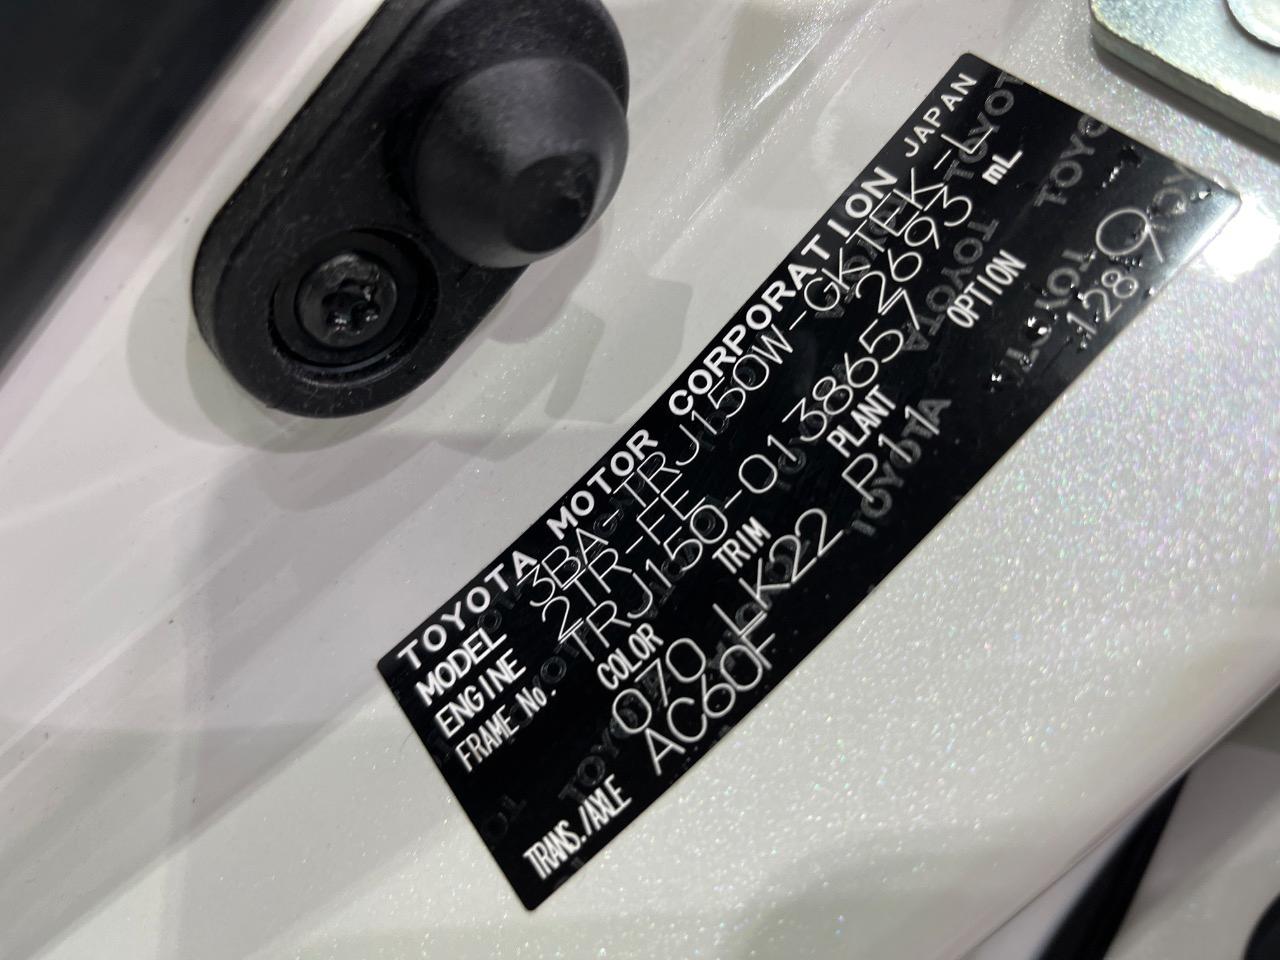 TOYOTA MOTOR CORPORATION JAPAN
MODEL 3BA-TRJ150W-GKTEK-L
ENGINE 2TR-FE 2693 mL
FRAME No. TRJ150-0138657
COLOR TRIM PLANT OPTION
070 LK22 R11A 1289
TRANS./AXLE AC60F